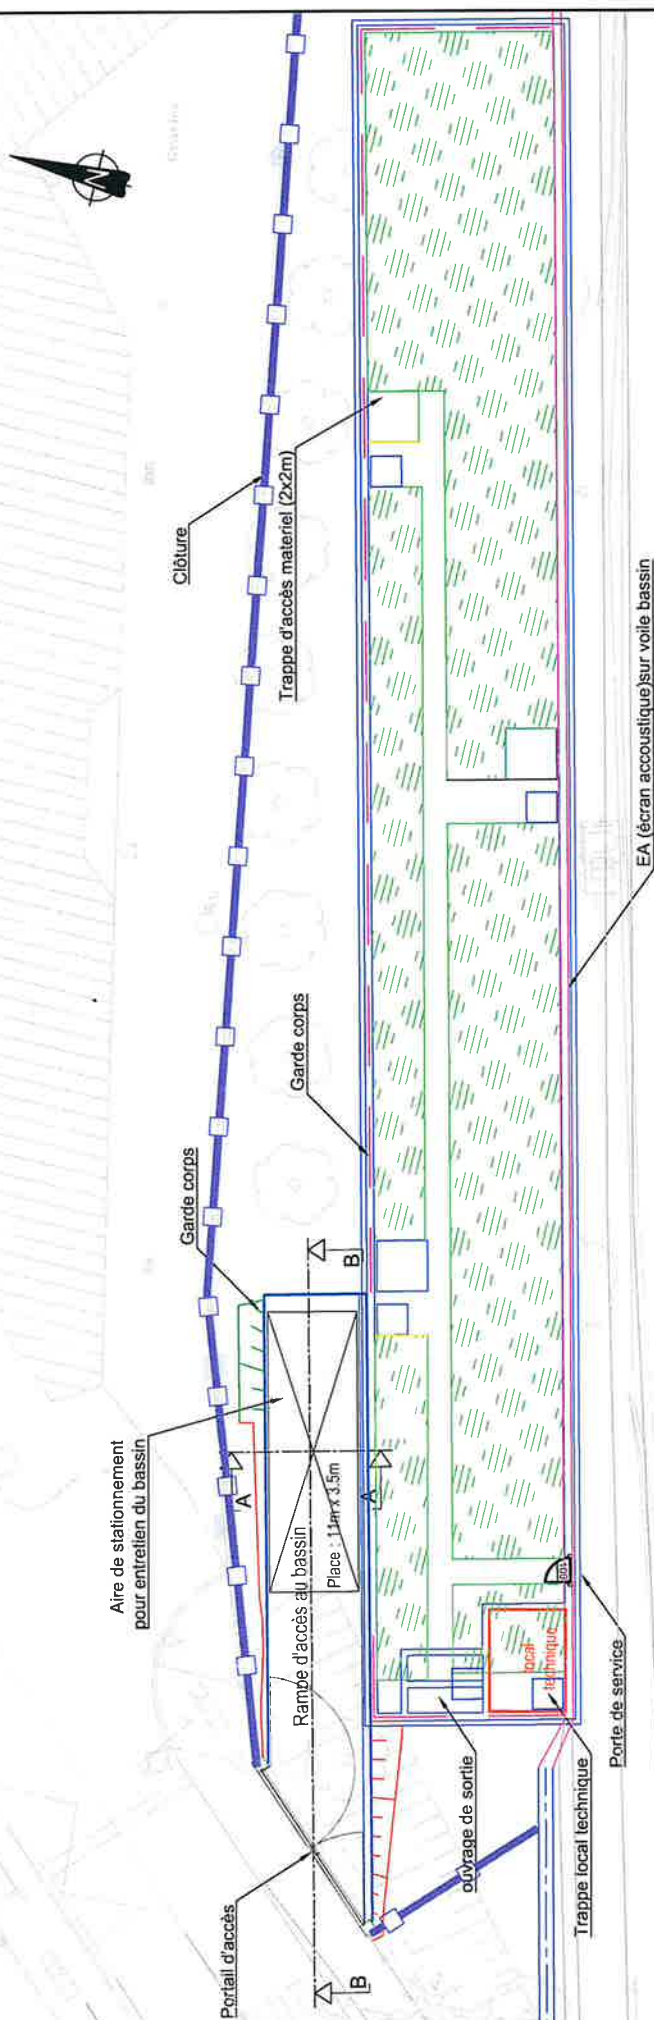 N
Clôture
Trappe d'accès materiel (2x2m)
EA (écran accoustique)sur voile bassin
Garde corps
Garde corps
Aire de stationnement
pour entretien du bassin
B
A
A
Place : 11m x 3.5m
Rampe d'accès au bassin
100
local
technique
Porte de service
ouvrage de sortie
Trappe local technique
Portail d'accès
B